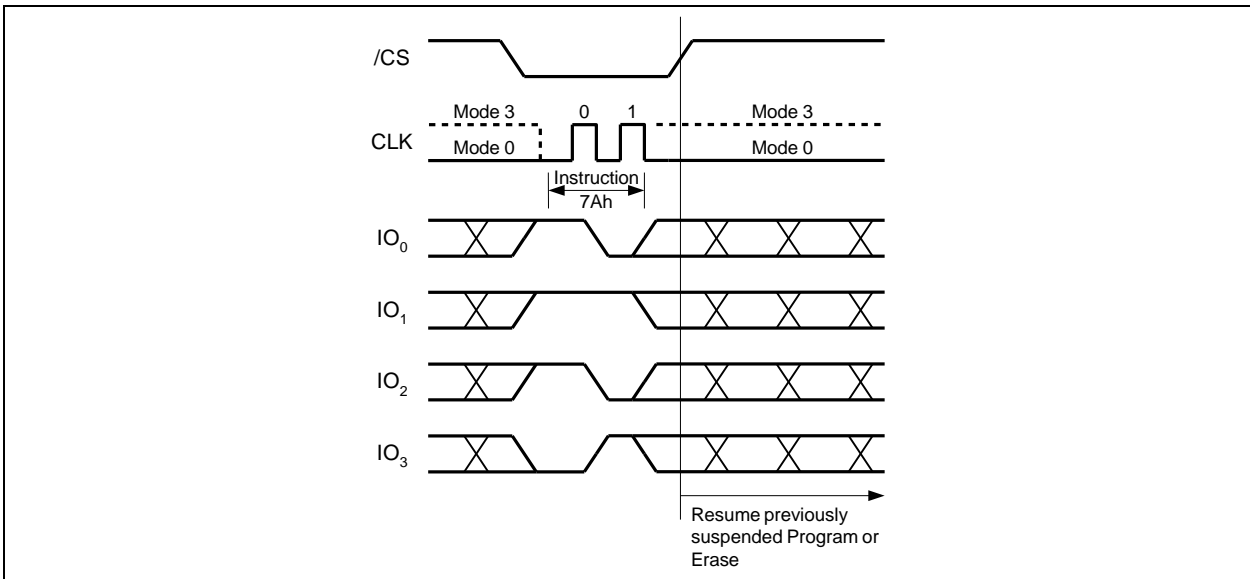 /CS
Mode 3 0 1 Mode 3
CLK
Mode 0 Mode 0
Instruction
7Ah
IO0
IO1
IO2
IO3
Resume previously
suspended Program or
Erase